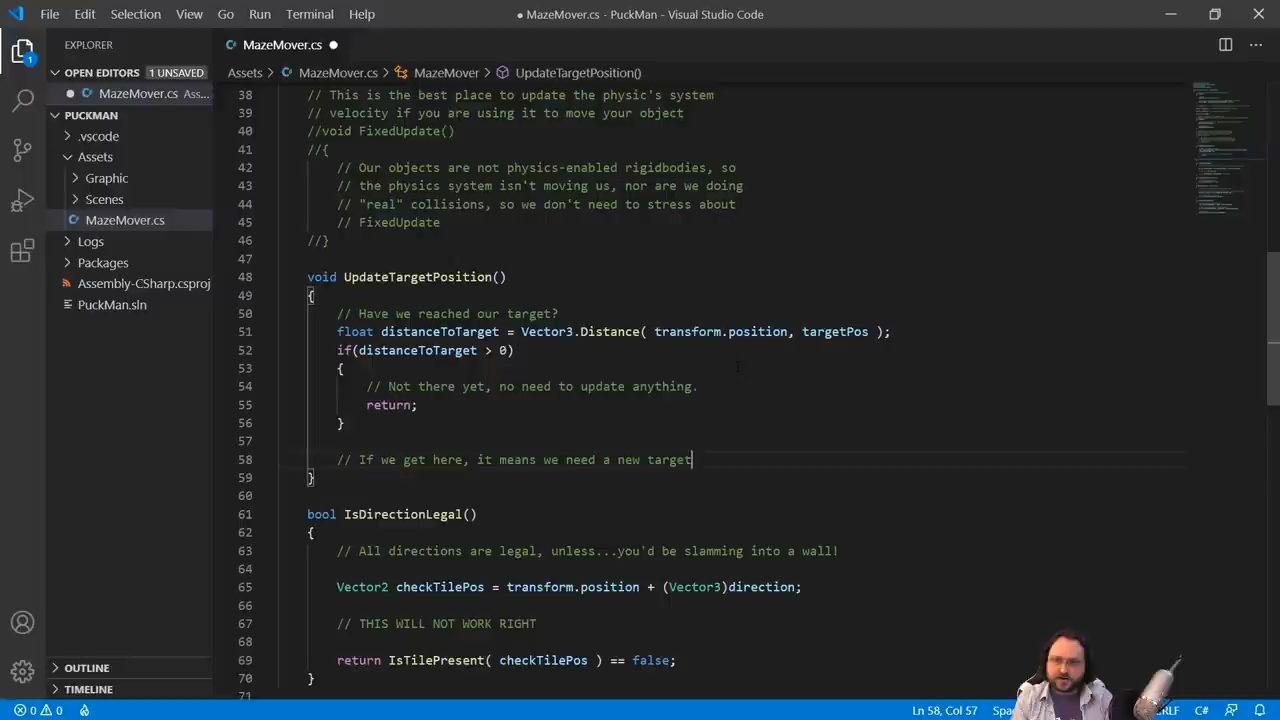 File Edit Selection View Go Run Terminal Help
● MazeMover.cs - PuckMan - Visual Studio Code
EXPLORER
OPEN EDITORS 1 UNSAVED
MazeMover.cs Ass...
PUCKMAN
.vscode
Assets
Graphic
Scenes
MazeMover.cs
Logs
Packages
Assembly-CSharp.csproj
PuckMan.sln
OUTLINE
TIMELINE
1
MazeMover.cs
Assets > MazeMover.cs > MazeMover > UpdateTargetPosition()
38 // This is the best place to update the physic's system
39 // velocity if you are using it to move your object
40 //void FixedUpdate()
41 //{
42 // Our objects are not physics-enabled rigidbodies, so
43 // the physics system isn't moving us, nor are we doing
44 // "real" collisions, so we don't need to stress about
45 // FixedUpdate
46 //}
47
48 void UpdateTargetPosition()
49 {
50 // Have we reached our target?
51 float distanceToTarget = Vector3.Distance( transform.position, targetPos );
52 if(distanceToTarget > 0)
53 {
54 // Not there yet, no need to update anything.
55 return;
56 }
57
58 // If we get here, it means we need a new target
59 }
60
61 bool IsDirectionLegal()
62 {
63 // All directions are legal, unless...you'd be slamming into a wall!
64
65 Vector2 checkTilePos = transform.position + (Vector3)direction;
66
67 // THIS WILL NOT WORK RIGHT
68
69 return IsTilePresent( checkTilePos ) == false;
70 }
71
0 0 Ln 58, Col 57 C#